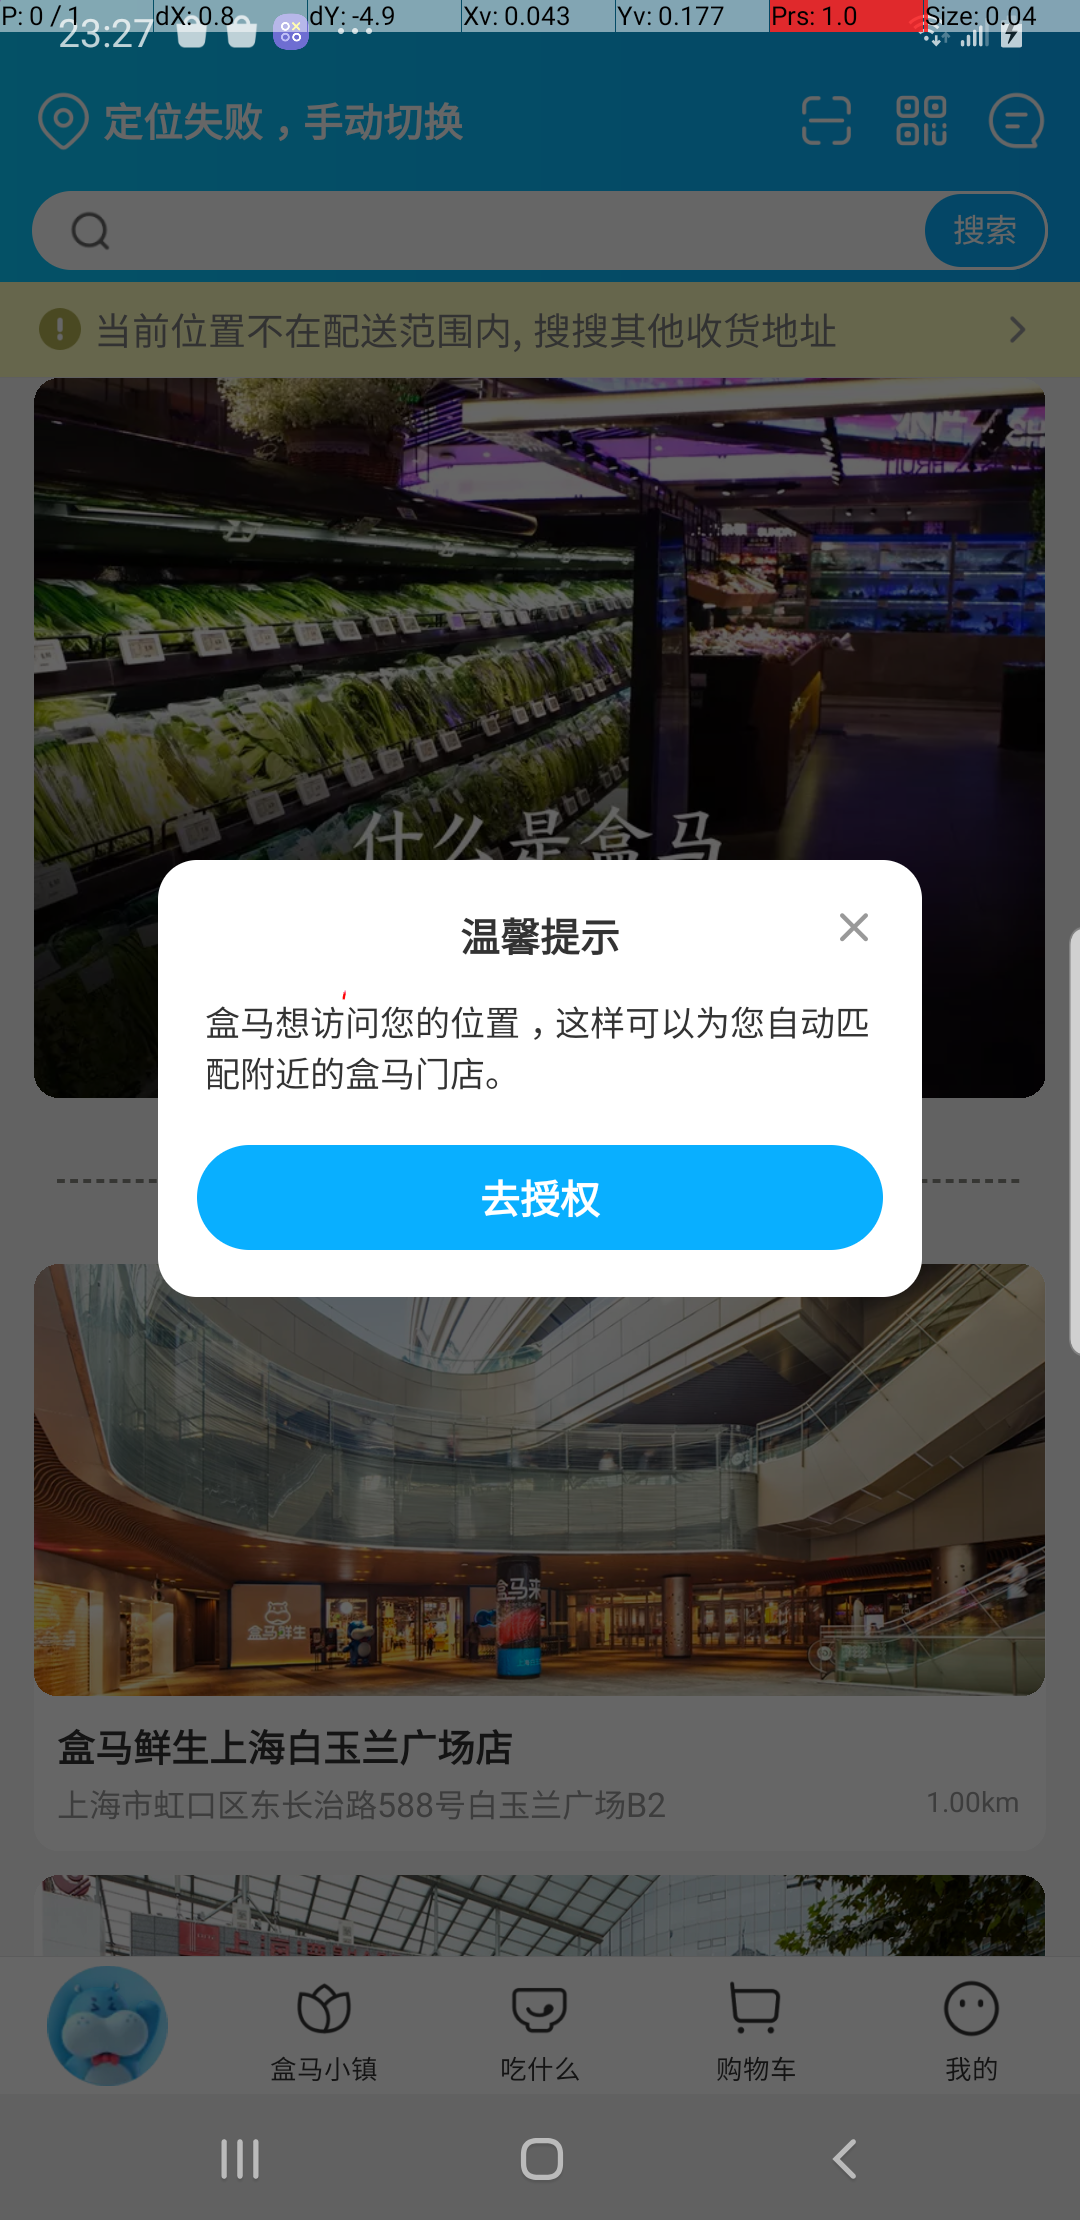 P: 0 / 1 dX: 0.8 dY: -4.9 Xv: 0.043 Yv: 0.177 Prs: 1.0 Size: 0.04
23:27
定位失败，手动切换
搜索
当前位置不在配送范围内, 搜搜其他收货地址
什么是盒马
温馨提示
盒马想访问您的位置，这样可以为您自动匹
配附近的盒马门店。
去授权
盒马来
盒马鲜生
盒马鲜生上海白玉兰广场店
上海市虹口区东长治路588号白玉兰广场B2
1.00km
盒马小镇
吃什么
购物车
我的